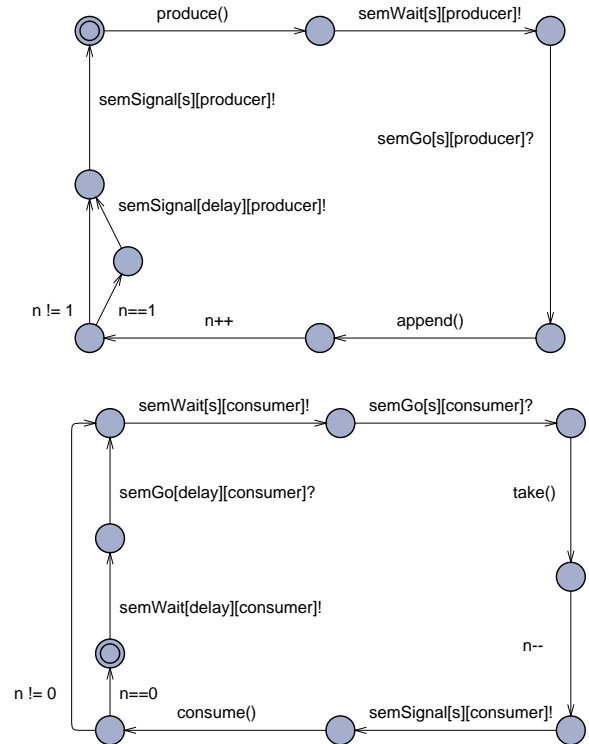 produce()
semWait[s][producer]!
semSignal[s][producer]!
semGo[s][producer]?
semSignal[delay][producer]!
n != 1
n==1
n++
append()
semWait[s][consumer]!
semGo[s][consumer]?
semGo[delay][consumer]?
take()
semWait[delay][consumer]!
n--
n != 0
n==0
consume()
semSignal[s][consumer]!